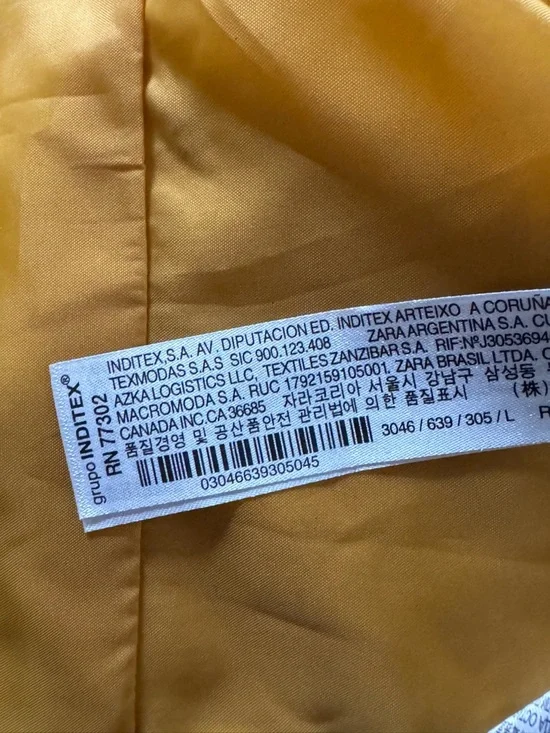 grupo INDITEX®
RN 77302
INDITEX,S.A. AV. DIPUTACION ED. INDITEX ARTEIXO A CORUÑA
TEXMODAS S.A.S SIC 900.123.408 ZARA ARGENTINA S.A.
AZKA LOGISTICS LLC, TEXTILES ZANZIBAR S.A. RIF:NºJ3053694
MACROMODA S.A. RUC 1792159105001. ZARA BRASIL LTDA.
CANADA INC.CA 36685 자라코리아 서울시 강남구 삼성동
품질경영 및 공산품안전 관리법에 의한 품질표시 (株)
3046 / 639 / 305 / L
03046639305045